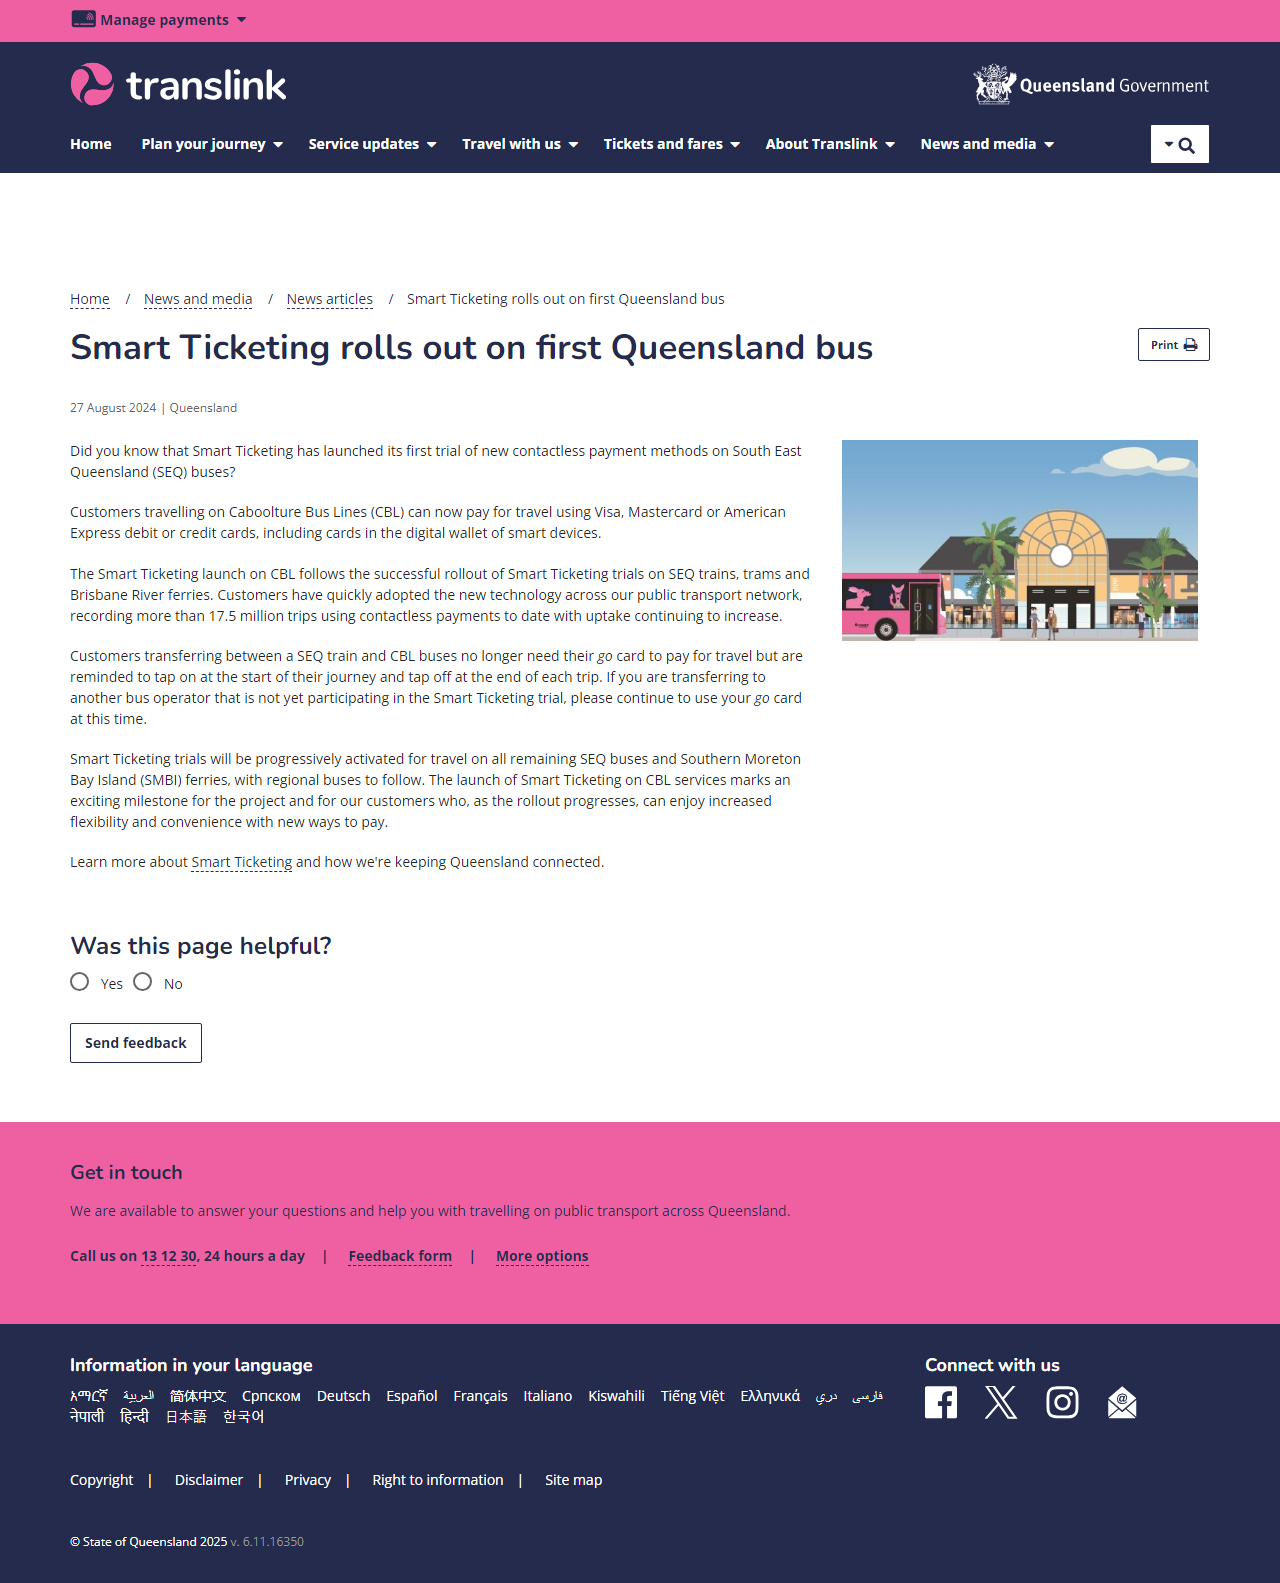 Manage payments
translink
Queensland Government
Home Plan your journey Service updates Travel with us Tickets and fares About Translink News and media
Home / News and media / News articles / Smart Ticketing rolls out on first Queensland bus
Smart Ticketing rolls out on first Queensland bus
Print
27 August 2024 | Queensland
Did you know that Smart Ticketing has launched its first trial of new contactless payment methods on South East
Queensland (SEQ) buses?
Customers travelling on Caboolture Bus Lines (CBL) can now pay for travel using Visa, Mastercard or American
Express debit or credit cards, including cards in the digital wallet of smart devices.
The Smart Ticketing launch on CBL follows the successful rollout of Smart Ticketing trials on SEQ trains, trams and
Brisbane River ferries. Customers have quickly adopted the new technology across our public transport network,
recording more than 17.5 million trips using contactless payments to date with uptake continuing to increase.
Customers transferring between a SEQ train and CBL buses no longer need their go card to pay for travel but are
reminded to tap on at the start of their journey and tap off at the end of each trip. If you are transferring to
another bus operator that is not yet participating in the Smart Ticketing trial, please continue to use your go card
at this time.
Smart Ticketing trials will be progressively activated for travel on all remaining SEQ buses and Southern Moreton
Bay Island (SMBI) ferries, with regional buses to follow. The launch of Smart Ticketing on CBL services marks an
exciting milestone for the project and for our customers who, as the rollout progresses, can enjoy increased
flexibility and convenience with new ways to pay.
Learn more about Smart Ticketing and how we're keeping Queensland connected.
Was this page helpful?
Yes No
Send feedback
Get in touch
We are available to answer your questions and help you with travelling on public transport across Queensland.
Call us on 13 12 30, 24 hours a day | Feedback form | More options
Information in your language
አማርኛ العربية 简体中文 Српском Deutsch Español Français Italiano Kiswahili Tiếng Việt Ελληνικά دري فارسی
नेपाली हिन्दी 日本語 한국어
Connect with us
Copyright | Disclaimer | Privacy | Right to information | Site map
© State of Queensland 2025 v. 6.11.16350